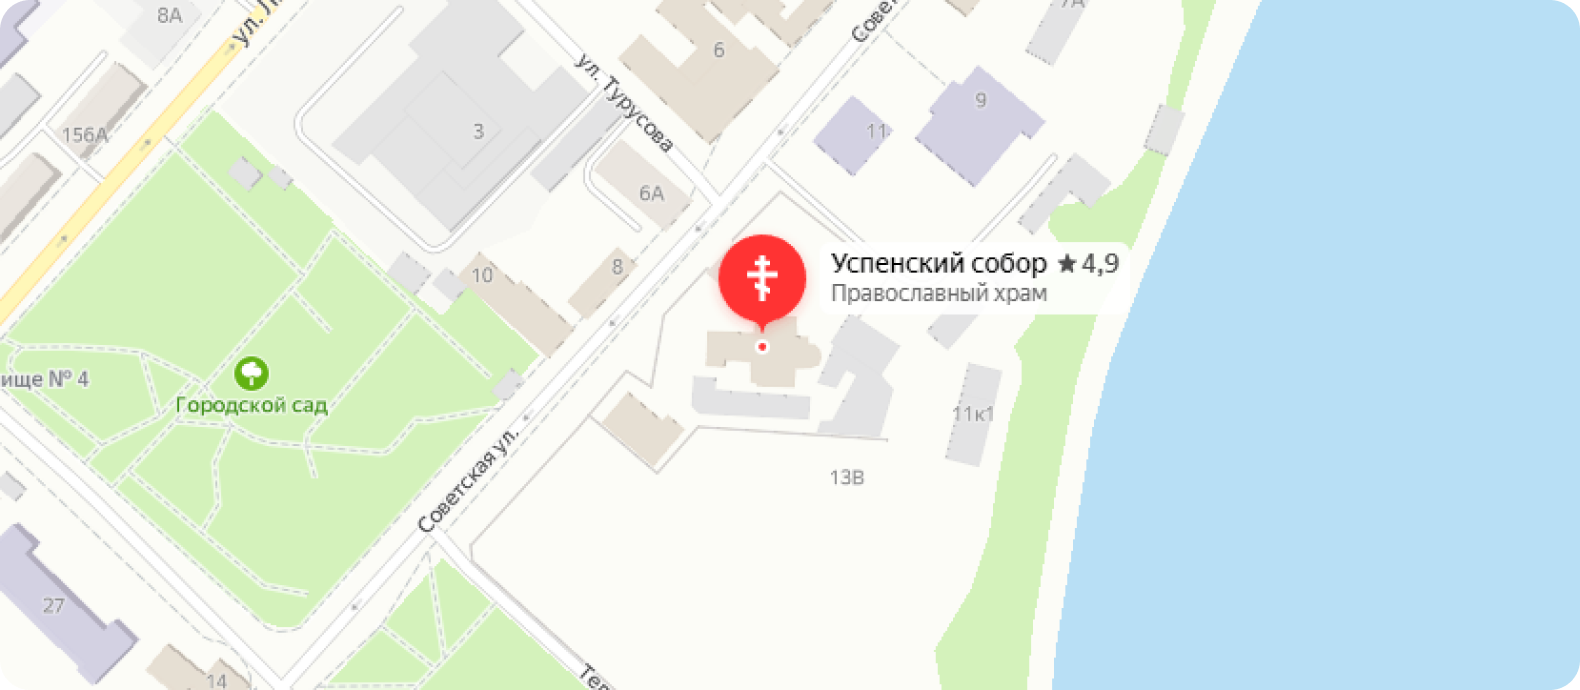 8А
ул. Л
Совет
7А
6
ул. Турусова
9
3
11
156А
6А
Успенский собор ★ 4,9
Православный храм
10
8
ище № 4
Городской сад
11к1
Советская ул.
13В
27
14
Тер